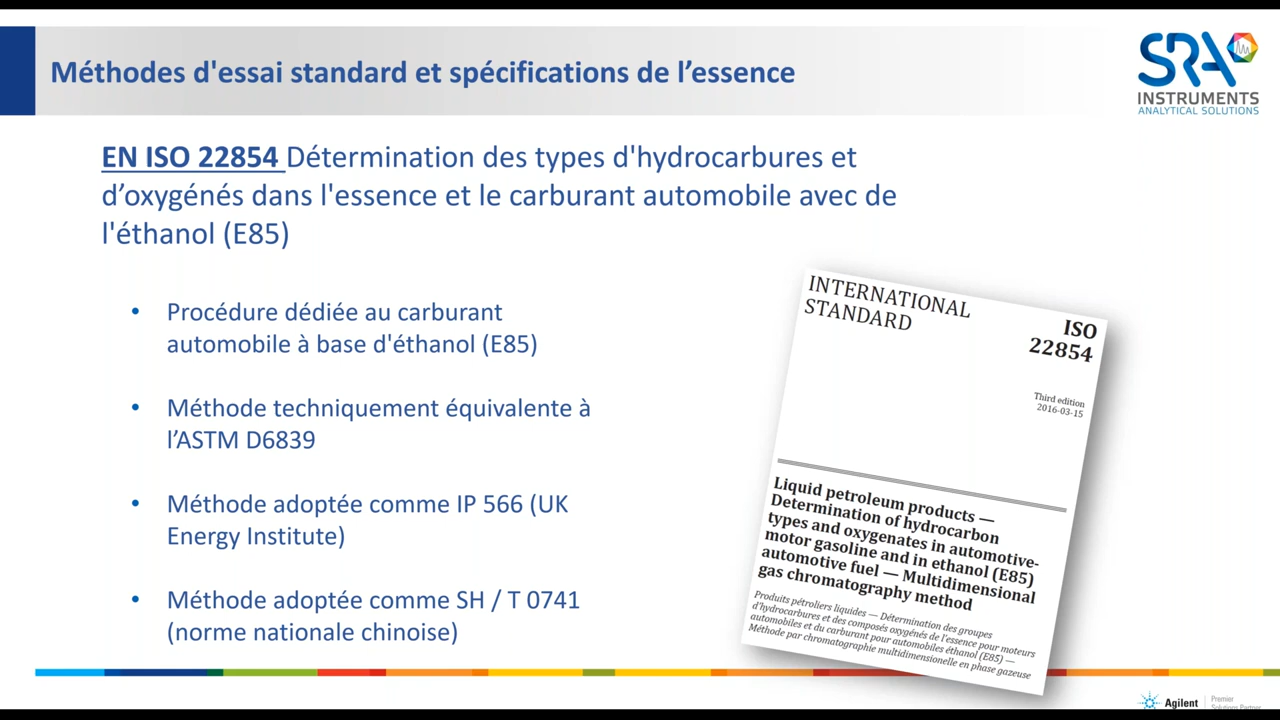 Méthodes d'essai standard et spécifications de l’essence
SRA
INSTRUMENTS
ANALYTICAL SOLUTIONS
EN ISO 22854 Détermination des types d'hydrocarbures et
d’oxygénés dans l'essence et le carburant automobile avec de
l'éthanol (E85)
• Procédure dédiée au carburant
automobile à base d'éthanol (E85)
• Méthode techniquement équivalente à
l’ASTM D6839
• Méthode adoptée comme IP 566 (UK
Energy Institute)
• Méthode adoptée comme SH / T 0741
(norme nationale chinoise)
INTERNATIONAL
STANDARD
ISO
22854
Third edition
2016-03-15
Liquid petroleum products —
Determination of hydrocarbon
types and oxygenates in automotive-
motor gasoline and in ethanol (E85)
automotive fuel — Multidimensional
gas chromatography method
Produits pétroliers liquides — Détermination des groupes
d'hydrocarbures et des composés oxygénés de l'essence pour moteurs
automobiles et du carburant pour automobiles éthanol (E85) —
Méthode par chromatographie multidimensionelle en phase gazeuse
Agilent
Premier
Solutions Partner